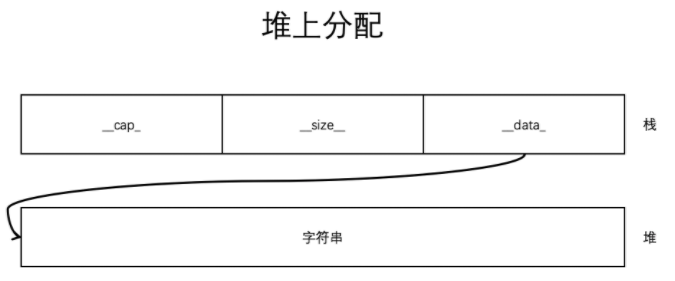 堆上分配
__cap_ __size__ __data_ 栈
字符串 堆